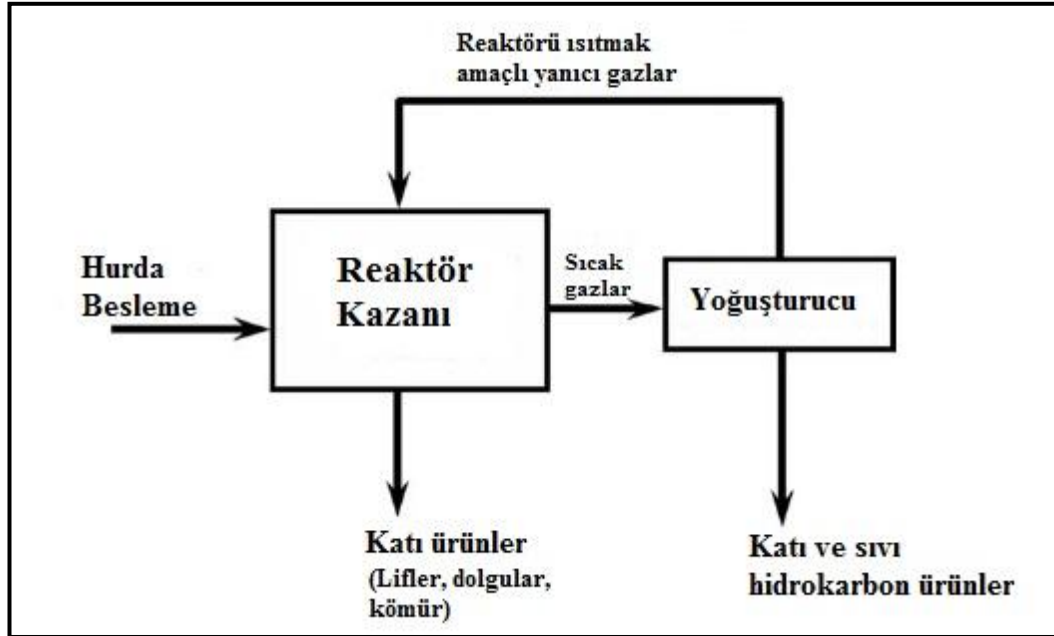 Reaktörü ısıtmak
amaçlı yanıcı gazlar
Hurda
Besleme
Reaktör
Kazanı
Sıcak
gazlar
Yoğuşturucu
Katı ürünler
(Lifler, dolgular,
kömür)
Katı ve sıvı
hidrokarbon ürünler